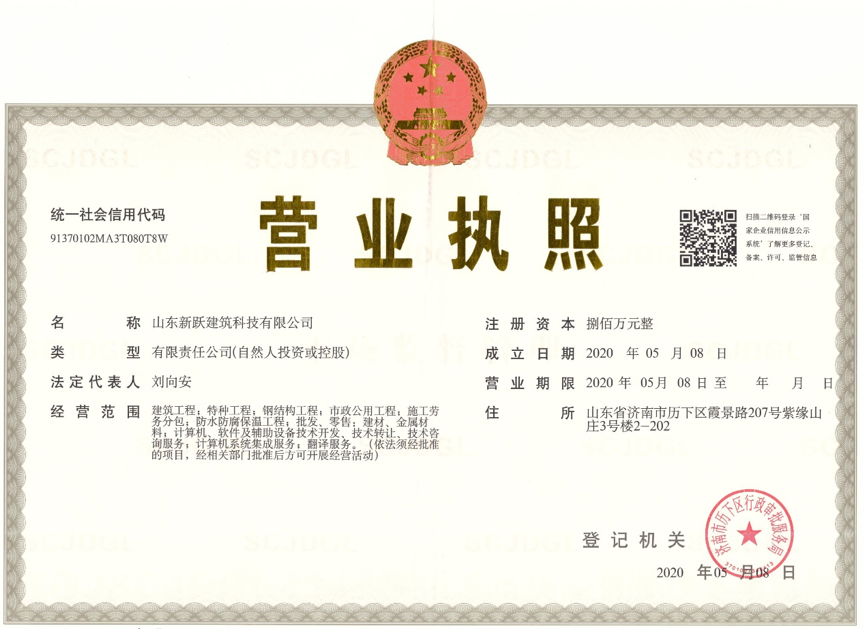 SCJDGL SCJDGL SCJDGL SCJDGL
营业执照
统一社会信用代码
91370102MA3T080T8W
扫描二维码登录‘国
家企业信用信息公示
系统’了解更多登记、
备案、许可、监管信息
名称 山东新跃建筑科技有限公司
类型 有限责任公司(自然人投资或控股)
法定代表人 刘向安
经营范围 建筑工程；特种工程；钢结构工程；市政公用工程；施工劳
务分包；防水防腐保温工程；批发、零售：建材、金属材
料；计算机、软件及辅助设备技术开发、技术转让、技术咨
询服务；计算机系统集成服务；翻译服务。（依法须经批准
的项目，经相关部门批准后方可开展经营活动）
注册资本 捌佰万元整
成立日期 2020 年 05 月 08 日
营业期限 2020 年 05月 08 日 至 年 月 日
住所 山东省济南市历下区霞景路207号紫缘山
庄3号楼2-202
登记机关
济南市历下区行政审批服务局
2020 年05 月08 日